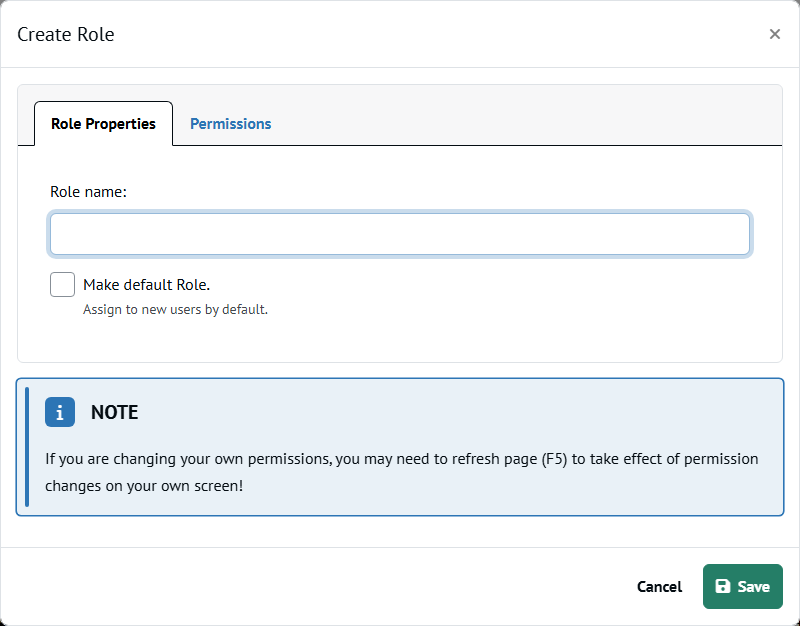 Create Role
×
Role Properties
Permissions
Role name:
Make default Role.
Assign to new users by default.
i NOTE
If you are changing your own permissions, you may need to refresh page (F5) to take effect of permission
changes on your own screen!
Cancel
Save